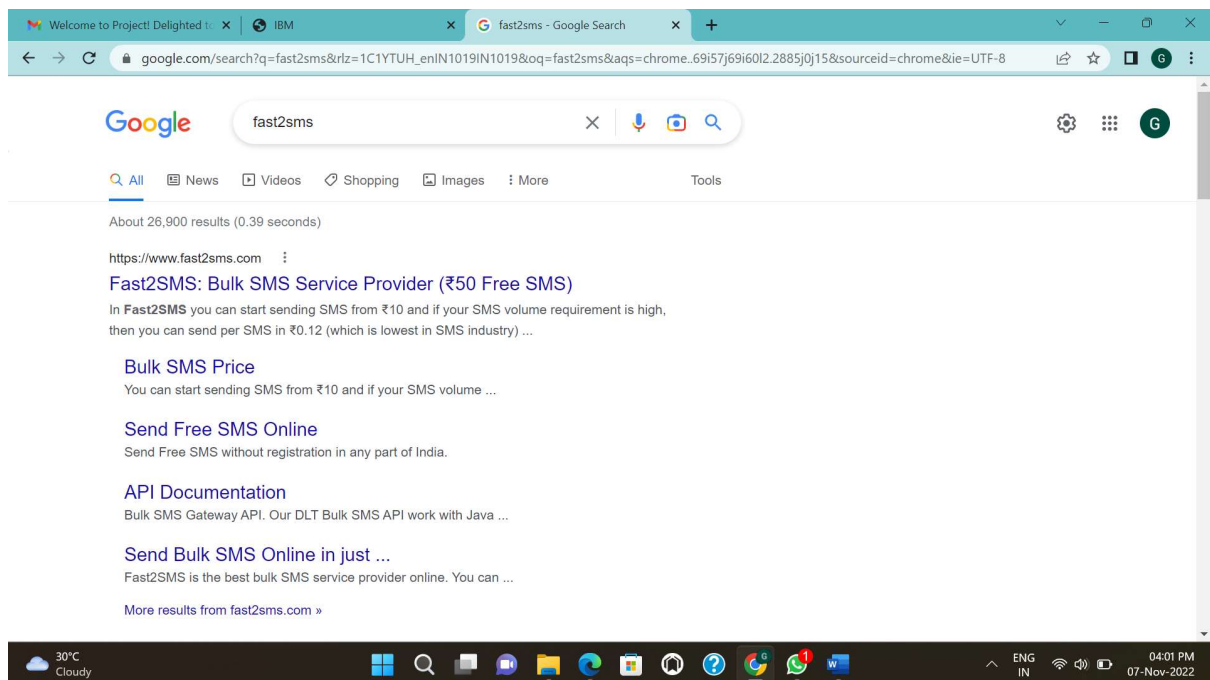 Welcome to Project! Delighted to
IBM
fast2sms - Google Search
google.com/search?q=fast2sms&rlz=1C1YTUH_enIN1019IN1019&oq=fast2sms&aqs=chrome..69i57j69i60l2.2885j0j15&sourceid=chrome&ie=UTF-8
G
Google
fast2sms
G
All News Videos Shopping Images More Tools
About 26,900 results (0.39 seconds)
https://www.fast2sms.com
Fast2SMS: Bulk SMS Service Provider (₹50 Free SMS)
In Fast2SMS you can start sending SMS from ₹10 and if your SMS volume requirement is high,
then you can send per SMS in ₹0.12 (which is lowest in SMS industry) ...
Bulk SMS Price
You can start sending SMS from ₹10 and if your SMS volume ...
Send Free SMS Online
Send Free SMS without registration in any part of India.
API Documentation
Bulk SMS Gateway API. Our DLT Bulk SMS API work with Java ...
Send Bulk SMS Online in just ...
Fast2SMS is the best bulk SMS service provider online. You can ...
More results from fast2sms.com »
30°C
Cloudy
ENG
IN
04:01 PM
07-Nov-2022